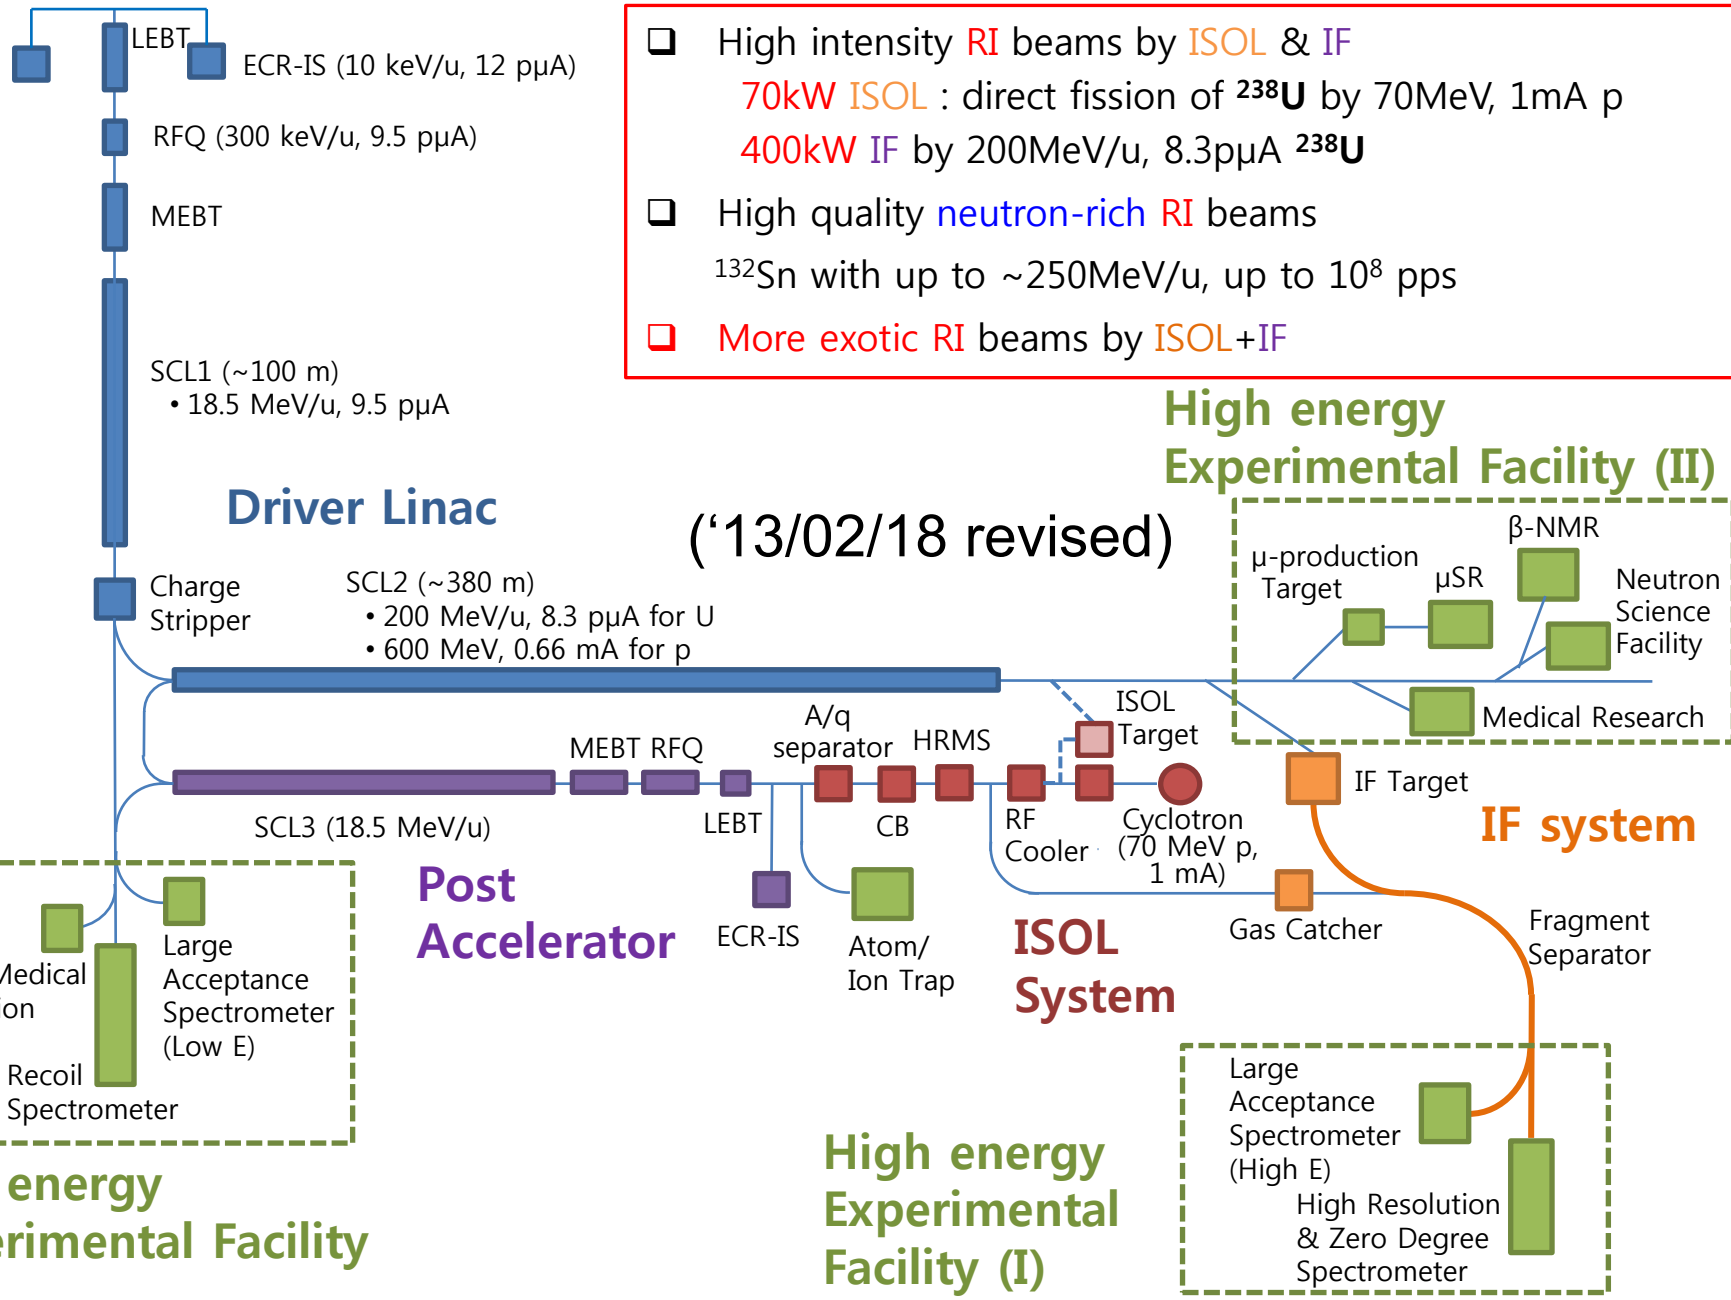 LEBT
ECR-IS (10 keV/u, 12 pμA)
RFQ (300 keV/u, 9.5 pμA)
MEBT
SCL1 (~100 m)
• 18.5 MeV/u, 9.5 pμA
❑ High intensity RI beams by ISOL & IF
70kW ISOL : direct fission of ²³⁸U by 70MeV, 1mA p
400kW IF by 200MeV/u, 8.3pμA ²³⁸U
❑ High quality neutron-rich RI beams
¹³²Sn with up to ~250MeV/u, up to 10⁸ pps
❑ More exotic RI beams by ISOL+IF
Driver Linac
('13/02/18 revised)
High energy
Experimental Facility (II)
Charge
Stripper
SCL2 (~380 m)
• 200 MeV/u, 8.3 pμA for U
• 600 MeV, 0.66 mA for p
μ-production
Target
μSR
β-NMR
Neutron
Science
Facility
Medical Research
ISOL
Target
A/q
separator
HRMS
MEBT RFQ
LEBT
CB
RF
Cooler
Cyclotron
(70 MeV p,
1 mA)
IF Target
IF system
SCL3 (18.5 MeV/u)
Post
Accelerator
ECR-IS
Atom/
Ion Trap
ISOL
System
Gas Catcher
Fragment
Separator
Medical
ion
Large
Acceptance
Spectrometer
(Low E)
Recoil
Spectrometer
energy
erimental Facility
High energy
Experimental
Facility (I)
Large
Acceptance
Spectrometer
(High E)
High Resolution
& Zero Degree
Spectrometer